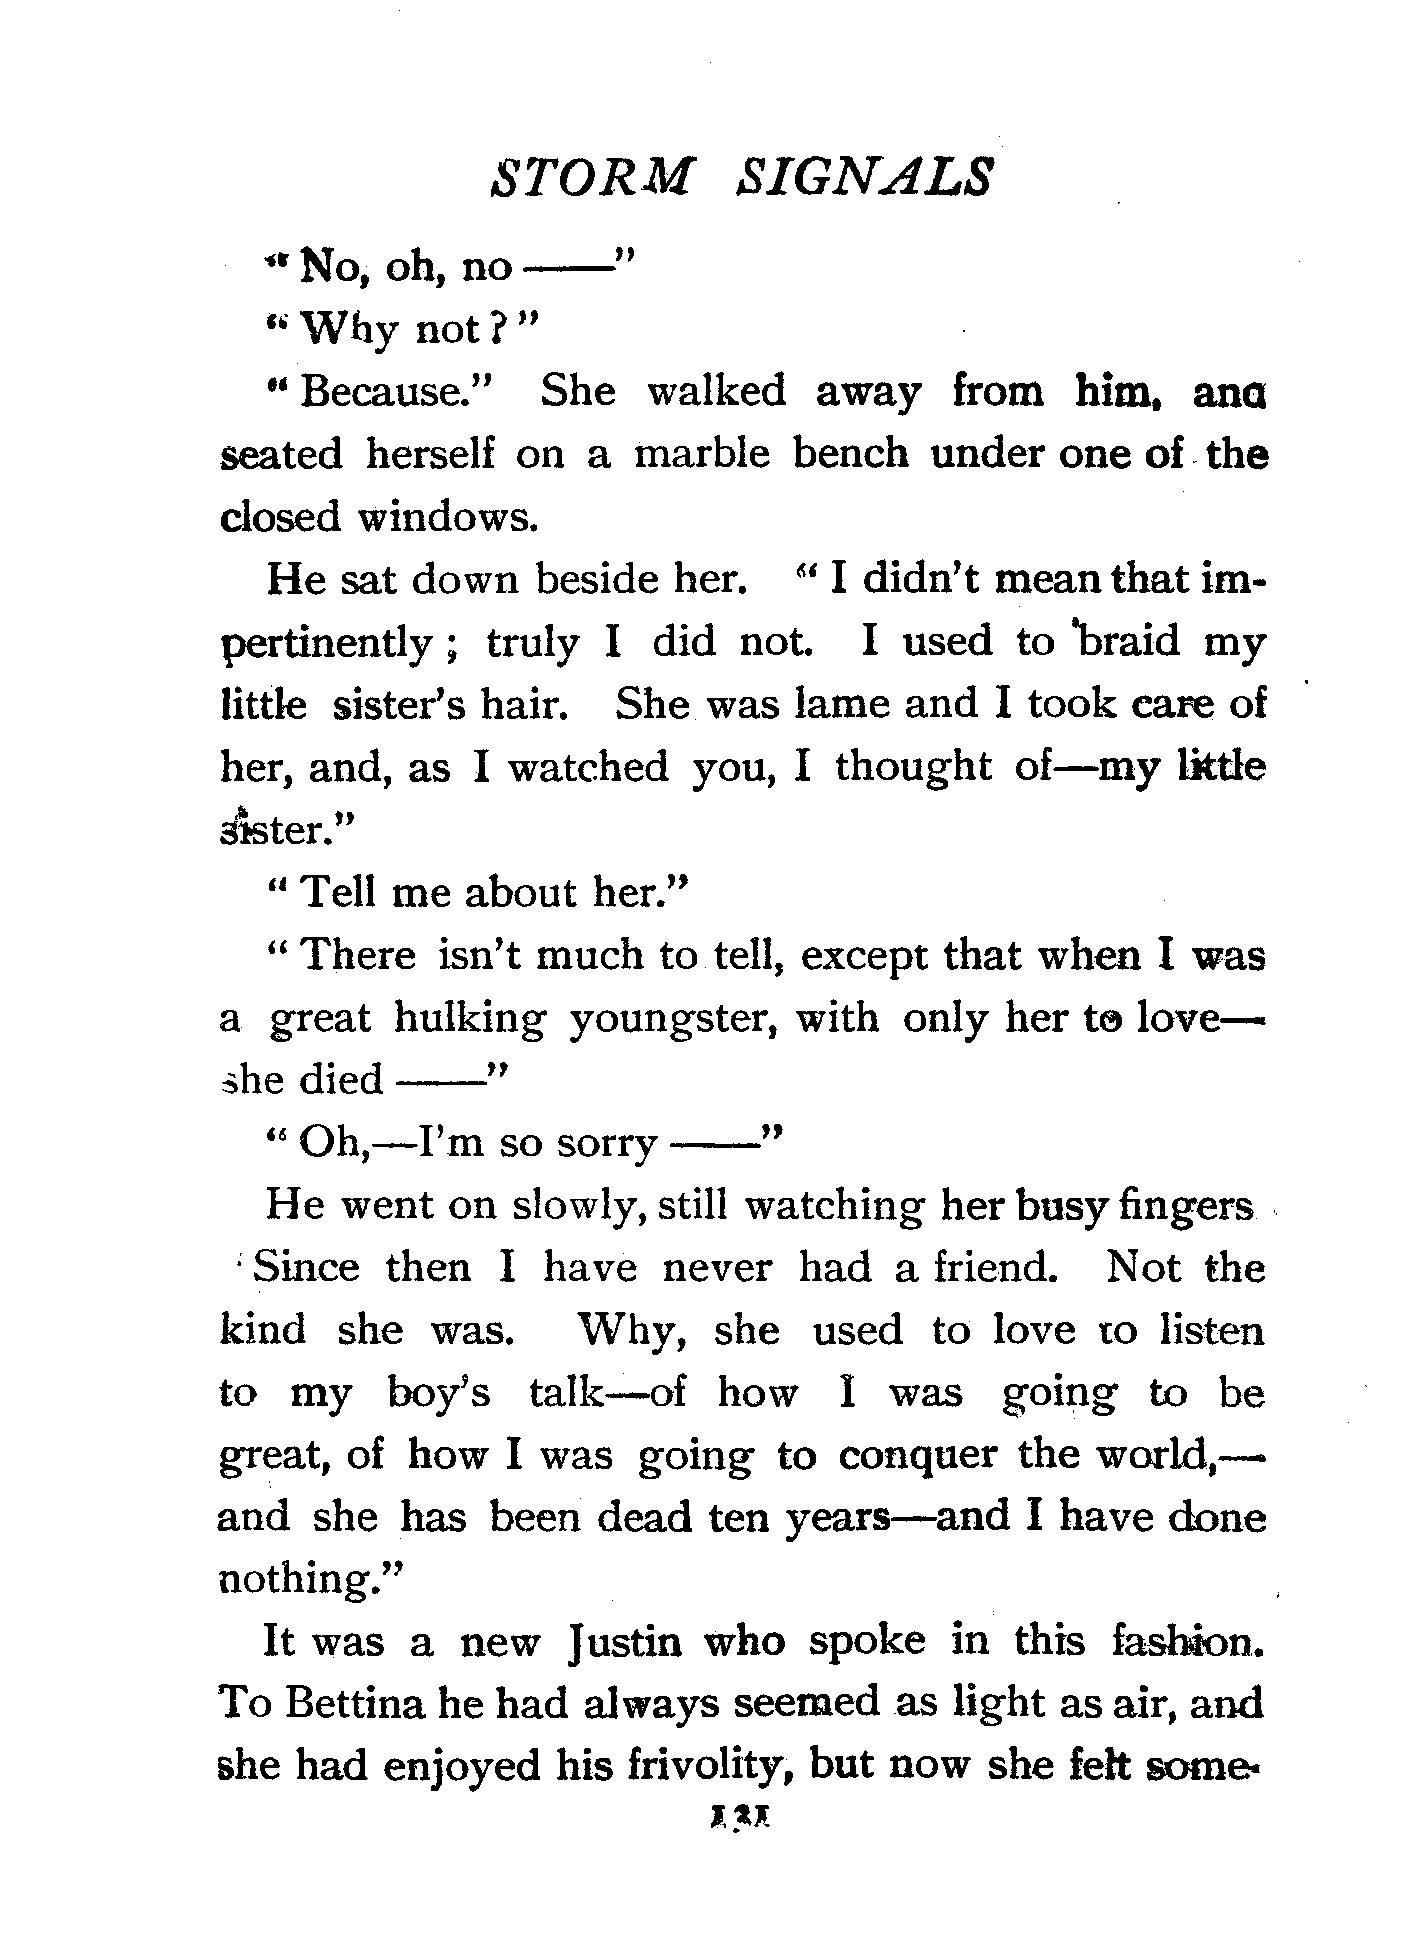 STORM SIGNALS
"No, oh, no ——"
"Why not?"
"Because." She walked away from him, and
seated herself on a marble bench under one of the
closed windows.
He sat down beside her. "I didn't mean that im-
pertinently; truly I did not. I used to braid my
little sister's hair. She was lame and I took care of
her, and, as I watched you, I thought of—my little
sister."
"Tell me about her."
"There isn't much to tell, except that when I was
a great hulking youngster, with only her to love—
she died ——"
"Oh,—I'm so sorry ——"
He went on slowly, still watching her busy fingers
'Since then I have never had a friend. Not the
kind she was. Why, she used to love to listen
to my boy's talk—of how I was going to be
great, of how I was going to conquer the world,—
and she has been dead ten years—and I have done
nothing."
It was a new Justin who spoke in this fashion.
To Bettina he had always seemed as light as air, and
she had enjoyed his frivolity, but now she felt some-
121